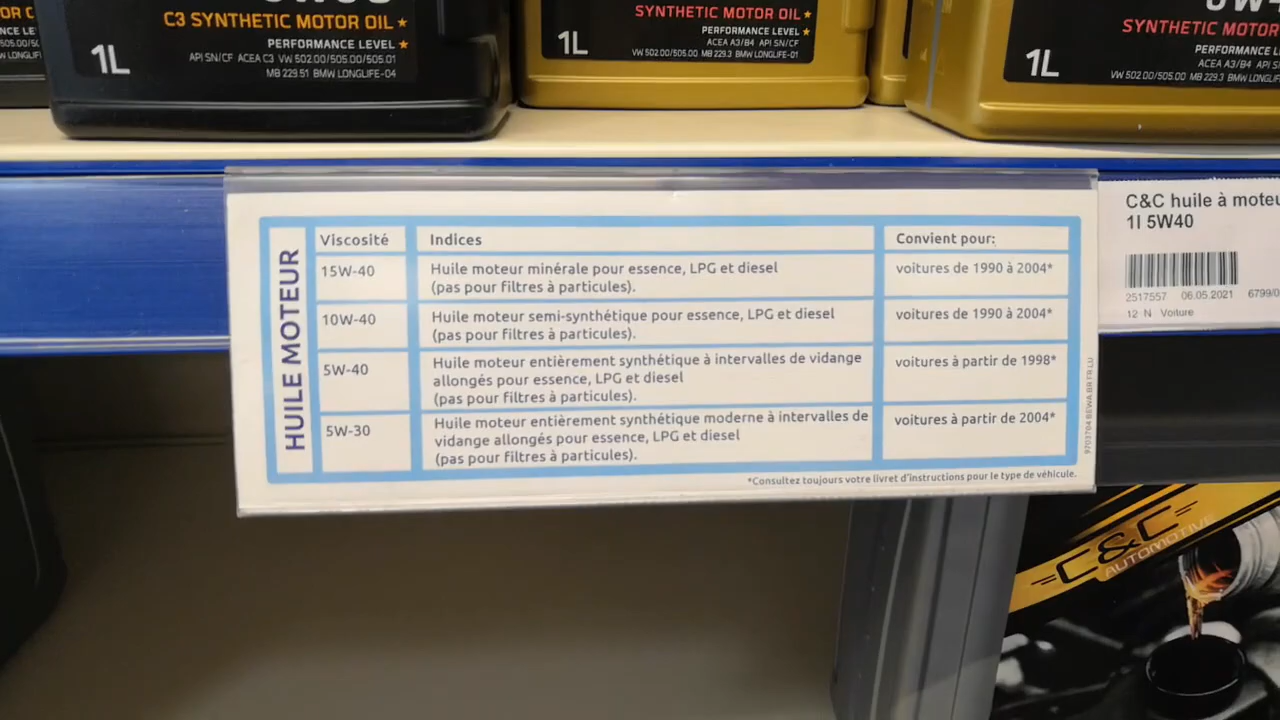 C3 SYNTHETIC MOTOR OIL
PERFORMANCE LEVEL
API SN/CF ACEA C3 VW 502.00/505.00/505.01
MB 229.51 BMW LONGLIFE-04
1L
SYNTHETIC MOTOR OIL
PERFORMANCE LEVEL
ACEA A3/B4 API SN/CF
VW 502.00/505.00 MB 229.3 BMW LONGLIFE-01
1L
SYNTHETIC MOTOR
PERFORMANCE
ACEA A3/B4
VW 502.00/505.00 MB 229.3 BMW
1L
HUILE MOTEUR
Viscosité Indices Convient pour:
15W-40 Huile moteur minérale pour essence, LPG et diesel voitures de 1990 à 2004*
(pas pour filtres à particules).
10W-40 Huile moteur semi-synthétique pour essence, LPG et diesel voitures de 1990 à 2004*
(pas pour filtres à particules).
5W-40 Huile moteur entièrement synthétique à intervalles de vidange voitures à partir de 1998*
allongés pour essence, LPG et diesel
(pas pour filtres à particules).
5W-30 Huile moteur entièrement synthétique moderne à intervalles de voitures à partir de 2004*
vidange allongés pour essence, LPG et diesel
(pas pour filtres à particules).
*Consultez toujours votre livret d'instructions pour le type de véhicule.
C&C huile à moteu
1l 5W40
2517557 06.05.2021 6799/0
12 N Voiture
C&C
AUTOMOTIVE